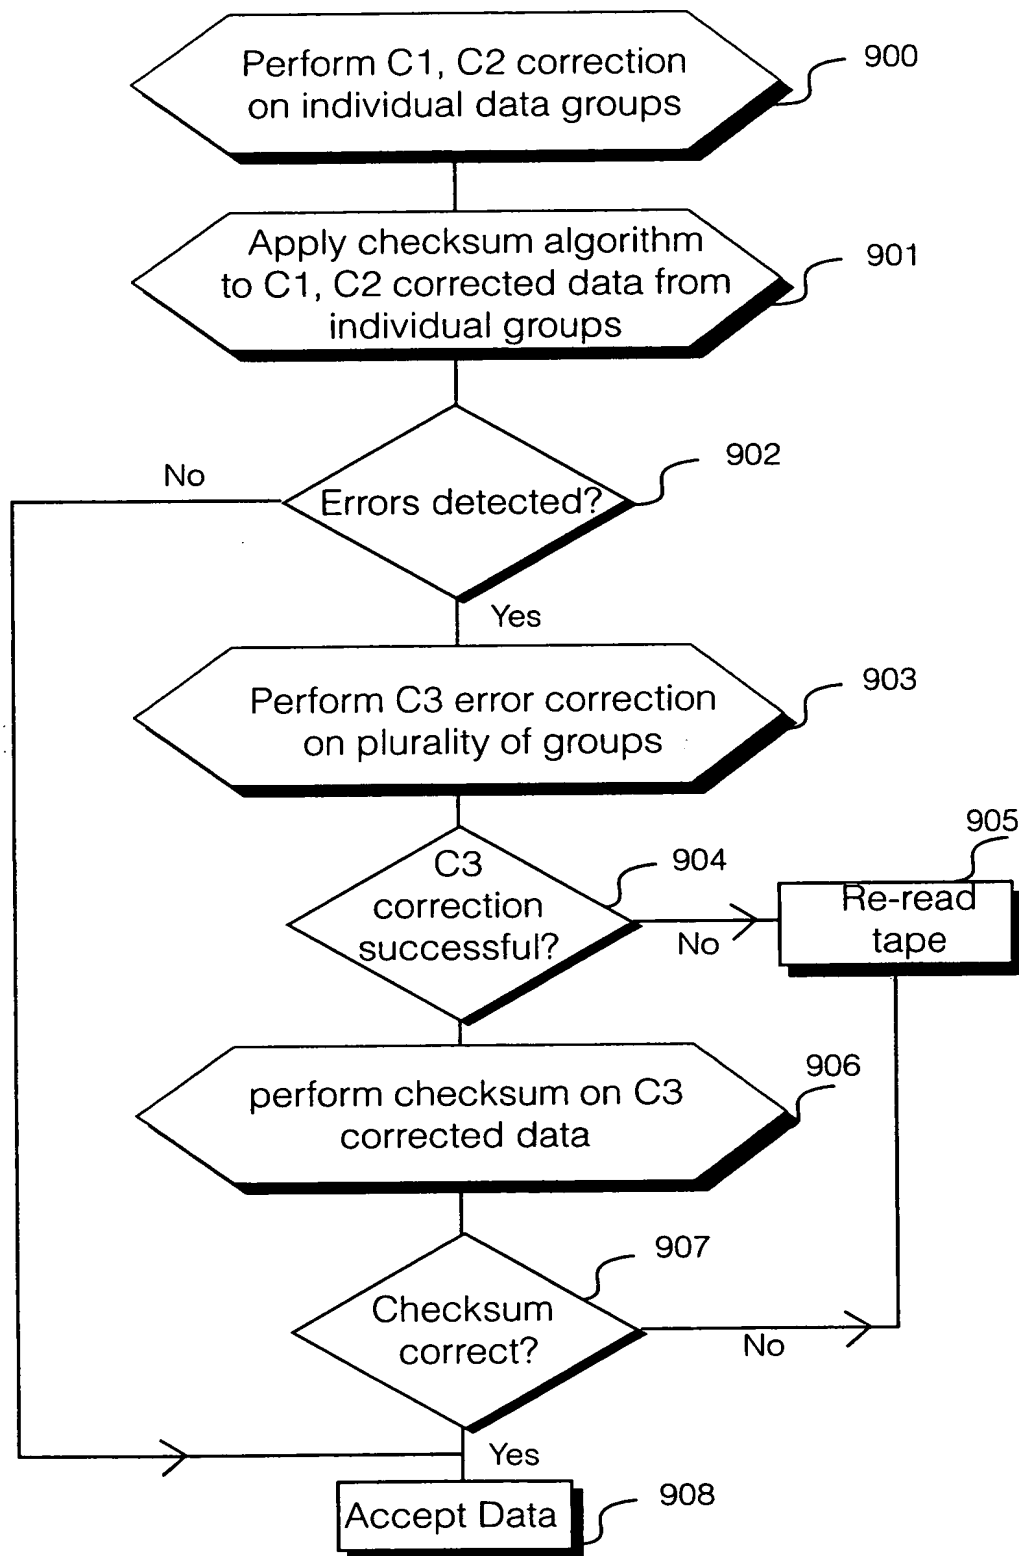 Perform C1, C2 correction
on individual data groups
900
Apply checksum algorithm
to C1, C2 corrected data from
individual groups
901
Errors detected?
902
No
Yes
Perform C3 error correction
on plurality of groups
903
C3
correction
successful?
904
No
905
Re-read
tape
perform checksum on C3
corrected data
906
Checksum
correct?
907
No
Yes
Accept Data
908